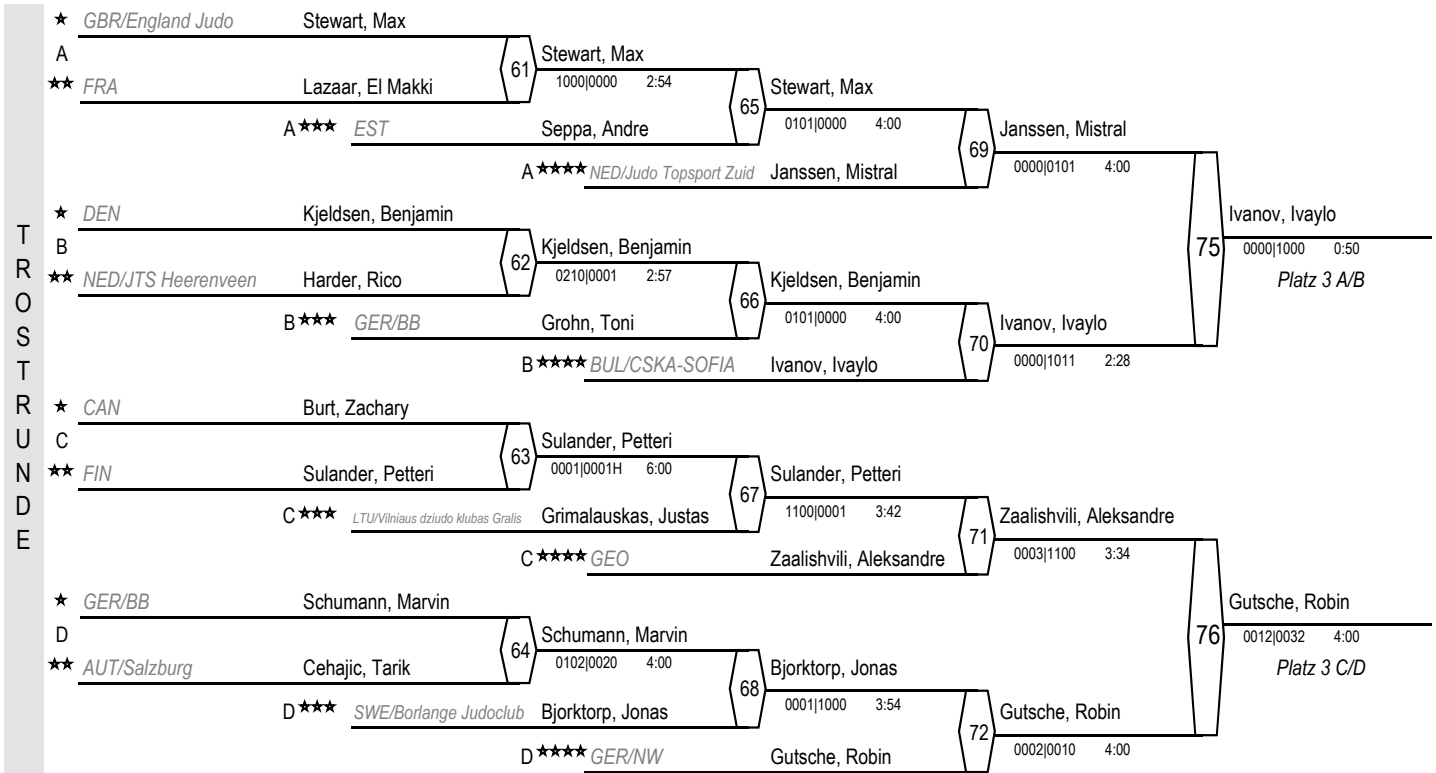 TROSTRUNDE
★ GBR/England Judo Stewart, Max
A
★★ FRA Lazaar, El Makki
61 Stewart, Max
1000|0000 2:54
A ★★★ EST Seppa, Andre
65 Stewart, Max
0101|0000 4:00
A ★★★★ NED/Judo Topsport Zuid Janssen, Mistral
69 Janssen, Mistral
0000|0101 4:00
★ DEN Kjeldsen, Benjamin
B
★★ NED/JTS Heerenveen Harder, Rico
62 Kjeldsen, Benjamin
0210|0001 2:57
B ★★★ GER/BB Grohn, Toni
66 Kjeldsen, Benjamin
0101|0000 4:00
B ★★★★ BUL/CSKA-SOFIA Ivanov, Ivaylo
70 Ivanov, Ivaylo
0000|1011 2:28
75 Ivanov, Ivaylo
0000|1000 0:50
Platz 3 A/B
★ CAN Burt, Zachary
C
★★ FIN Sulander, Petteri
63 Sulander, Petteri
0001|0001H 6:00
C ★★★ LTU/Vilniaus dziudo klubas Gralis Grimalauskas, Justas
67 Sulander, Petteri
1100|0001 3:42
C ★★★★ GEO Zaalishvili, Aleksandre
71 Zaalishvili, Aleksandre
0003|1100 3:34
★ GER/BB Schumann, Marvin
D
★★ AUT/Salzburg Cehajic, Tarik
64 Schumann, Marvin
0102|0020 4:00
D ★★★ SWE/Borlange Judoclub Bjorktorp, Jonas
68 Bjorktorp, Jonas
0001|1000 3:54
D ★★★★ GER/NW Gutsche, Robin
72 Gutsche, Robin
0002|0010 4:00
76 Gutsche, Robin
0012|0032 4:00
Platz 3 C/D